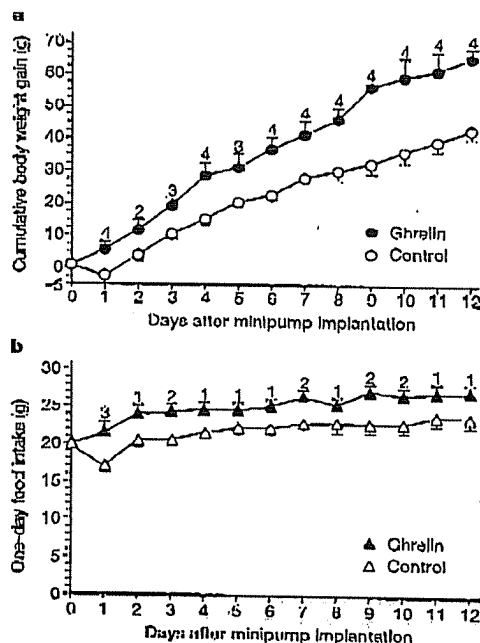 a
Cumulative body weight gain (g)
70
60
50
40
30
20
10
0
−5
4 2 3 4 3 4 4 4 4 4 4 4
Ghrelin
Control
0 1 2 3 4 5 6 7 8 9 10 11 12
Days after minipump implantation
b
One-day food intake (g)
30
25
20
15
10
5
0
3 1 2 1 1 1 2 1 2 2 1 1
Ghrelin
Control
0 1 2 3 4 5 6 7 8 9 10 11 12
Days after minipump implantation